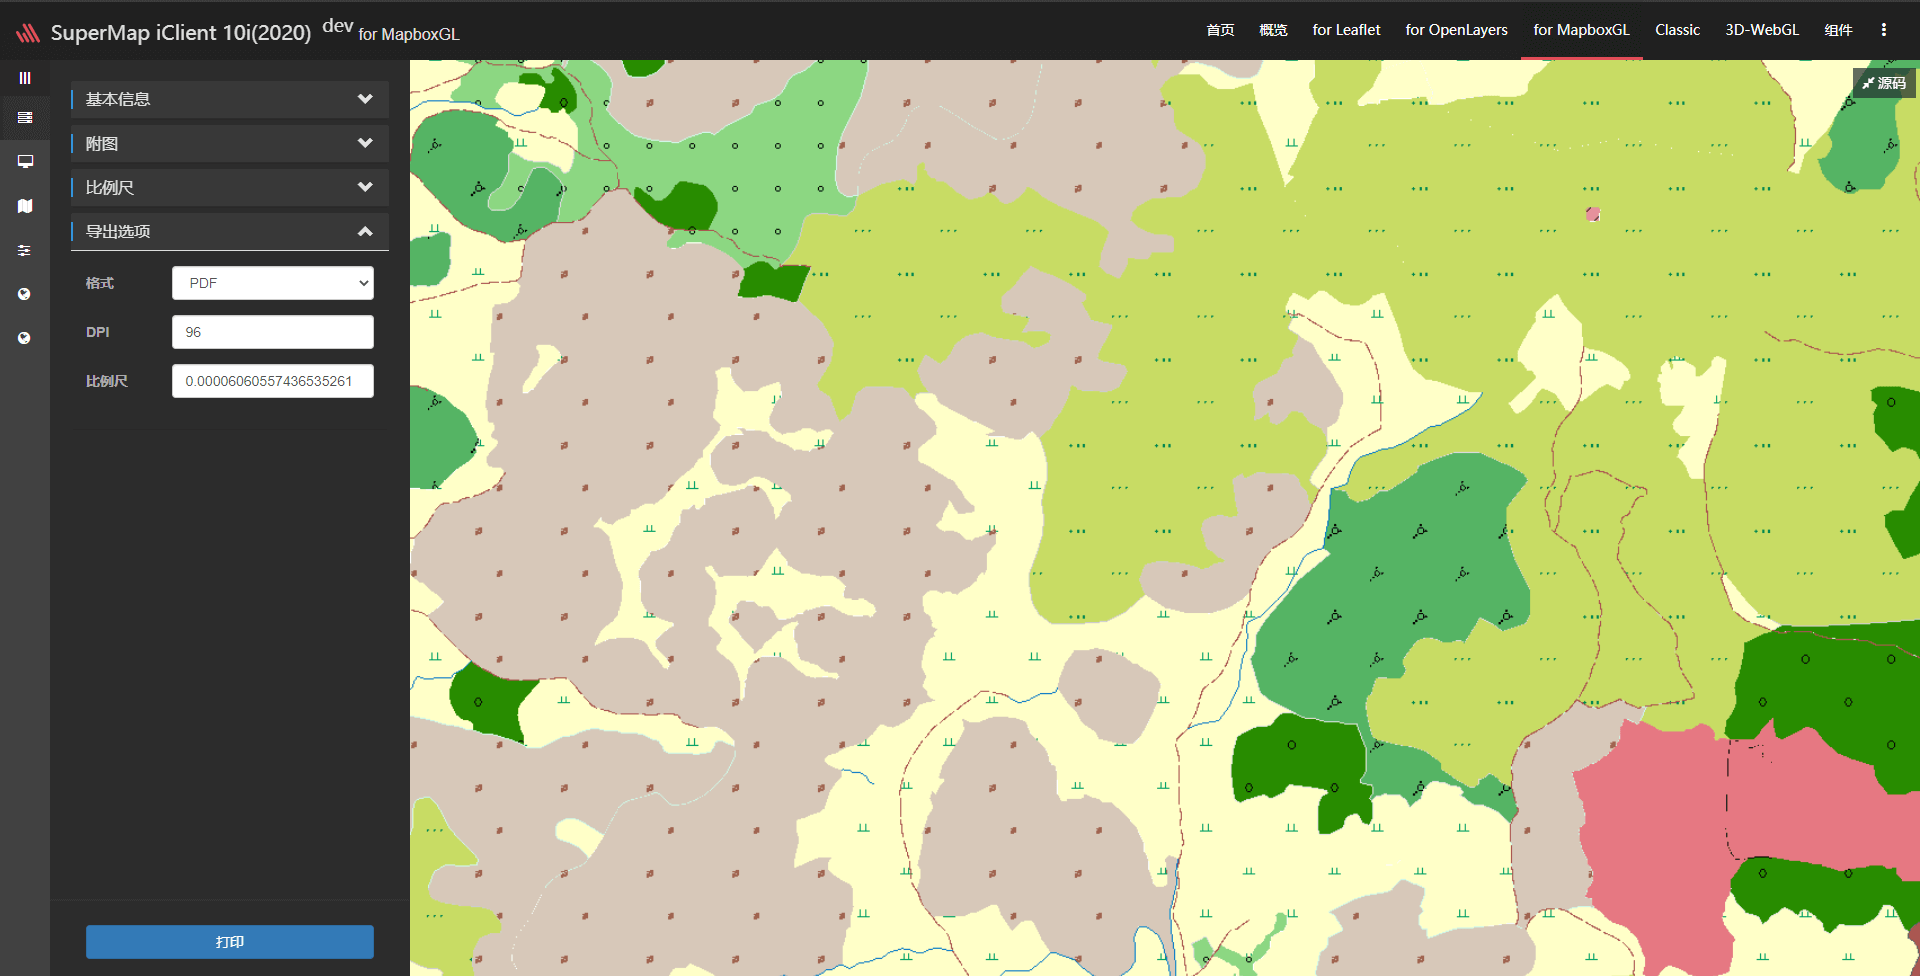 SuperMap iClient 10i(2020) dev for MapboxGL
首页 概览 for Leaflet for OpenLayers for MapboxGL Classic 3D-WebGL 组件
源码
基本信息
附图
比例尺
导出选项
格式 PDF
DPI 96
比例尺 0.00006060557436535261
打印